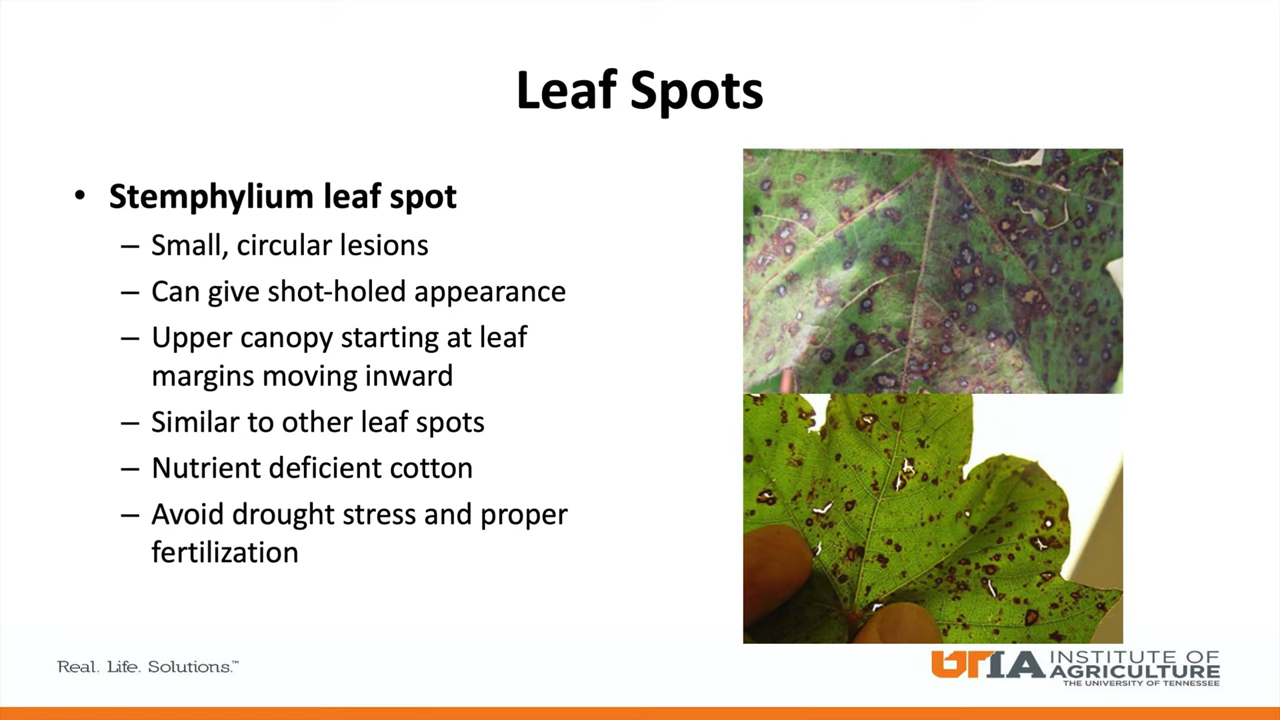 Leaf Spots
• Stemphylium leaf spot
– Small, circular lesions
– Can give shot-holed appearance
– Upper canopy starting at leaf
margins moving inward
– Similar to other leaf spots
– Nutrient deficient cotton
– Avoid drought stress and proper
fertilization
Real. Life. Solutions.™
UTIA INSTITUTE OF
AGRICULTURE
THE UNIVERSITY OF TENNESSEE